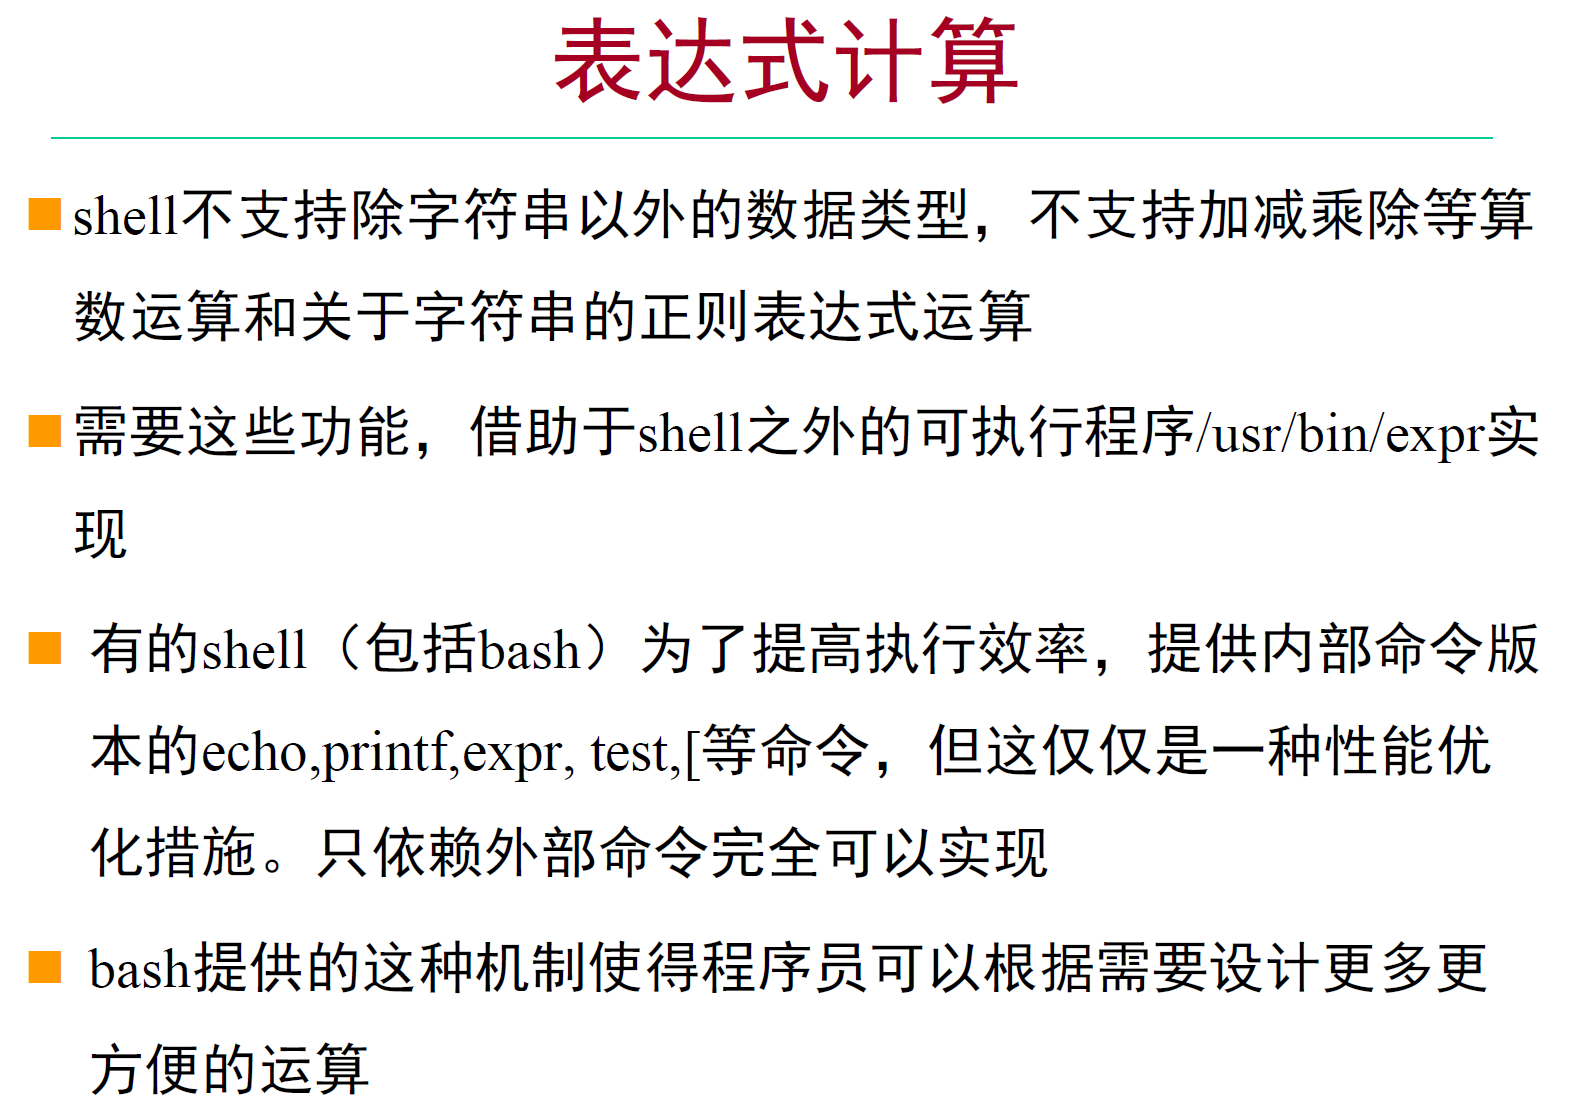 表达式计算
shell不支持除字符串以外的数据类型，不支持加减乘除等算
数运算和关于字符串的正则表达式运算
需要这些功能，借助于shell之外的可执行程序/usr/bin/expr实
现
有的shell（包括bash）为了提高执行效率，提供内部命令版
本的echo,printf,expr, test,[等命令，但这仅仅是一种性能优
化措施。只依赖外部命令完全可以实现
bash提供的这种机制使得程序员可以根据需要设计更多更
方便的运算